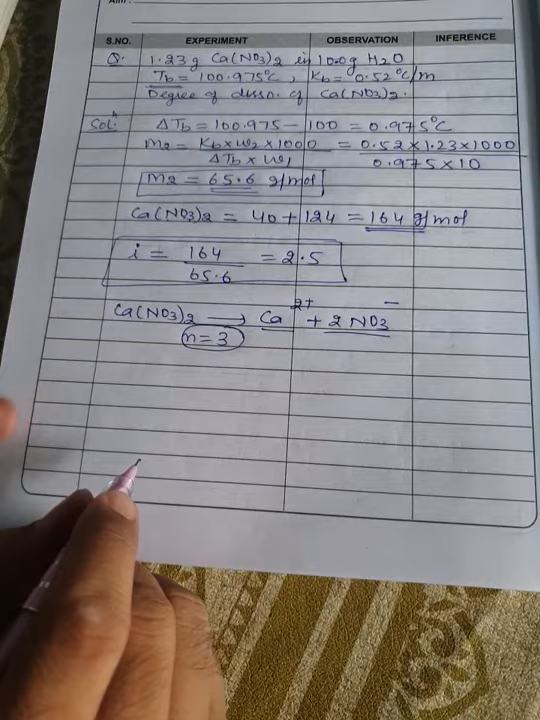 S.NO. EXPERIMENT OBSERVATION INFERENCE
Q. 1.23g Ca(NO3)2 in 10.0g H2O
Tb = 100.975°C, Kb = 0.52°C/m
Degree of disso. of Ca(NO3)2.
Solⁿ. ΔTb = 100.975 - 100 = 0.975°C
M2 = Kb × w2 × 1000 / ΔTb × w1 = 0.52 × 1.23 × 1000 / 0.975 × 10
M2 = 65.6 g/mol
Ca(NO3)2 = 40 + 124 = 164 g/mol
i = 164 / 65.6 = 2.5
Ca(NO3)2 → Ca²⁺ + 2 NO3⁻
n = 3